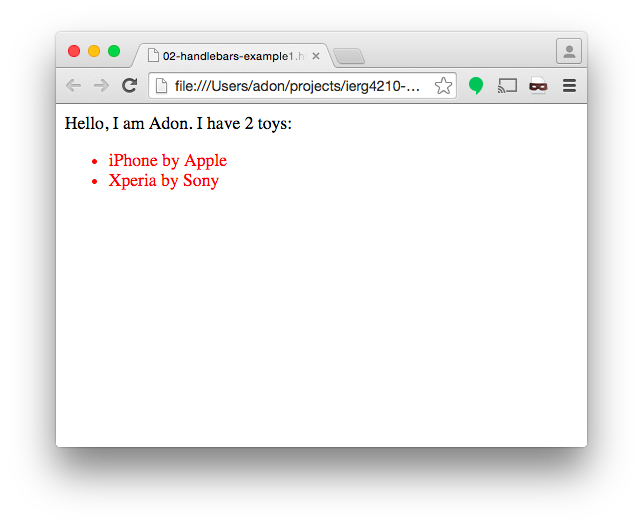 02-handlebars-example1.h
file:///Users/adon/projects/ierg4210-...
Hello, I am Adon. I have 2 toys:
• iPhone by Apple
• Xperia by Sony